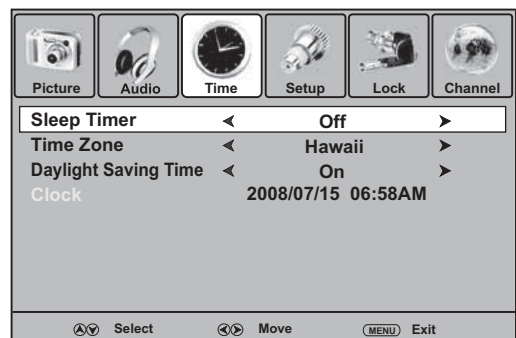 Picture Audio Time Setup Lock Channel
Sleep Timer Off
Time Zone Hawaii
Daylight Saving Time On
Clock 2008/07/15 06:58AM
Select Move MENU Exit